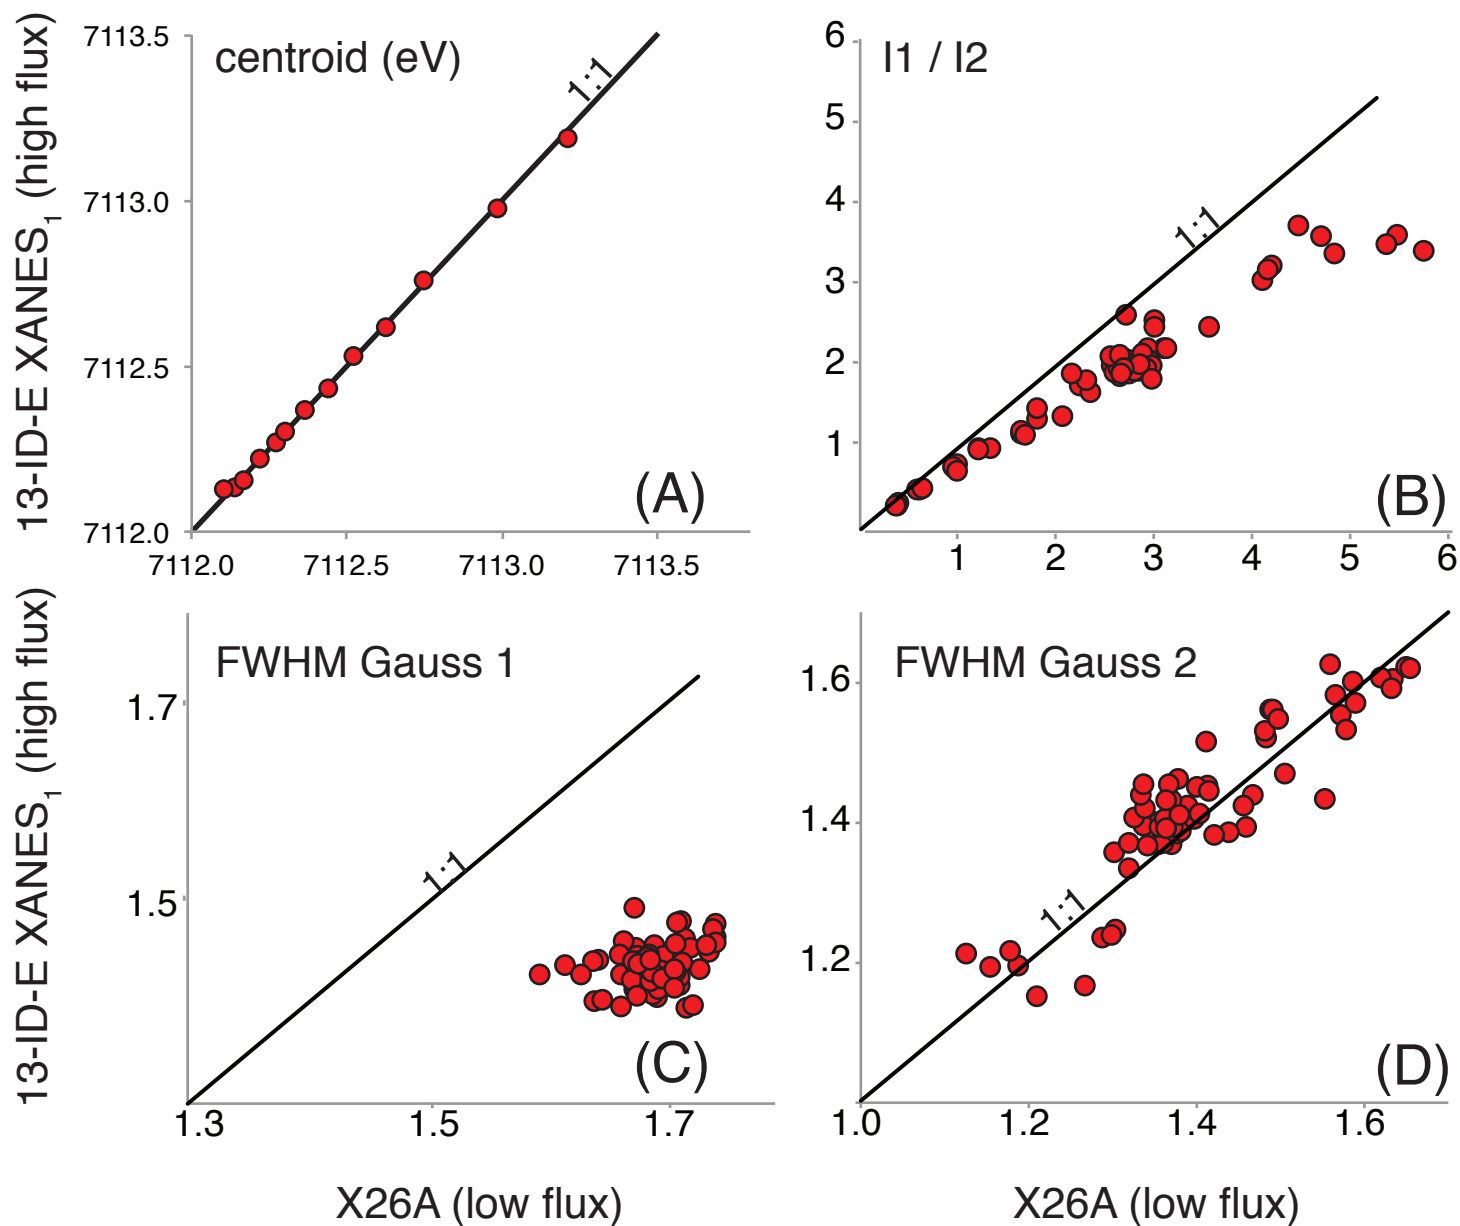 13-ID-E XANES1 (high flux)
7113.5
7113.0
7112.5
7112.0
centroid (eV)
1:1
(A)
7112.0 7112.5 7113.0 7113.5
6
5
4
3
2
1
I1 / I2
1:1
(B)
1 2 3 4 5 6
13-ID-E XANES1 (high flux)
1.7
1.5
FWHM Gauss 1
1:1
(C)
1.3 1.5 1.7
X26A (low flux)
1.6
1.4
1.2
FWHM Gauss 2
1:1
(D)
1.0 1.2 1.4 1.6
X26A (low flux)